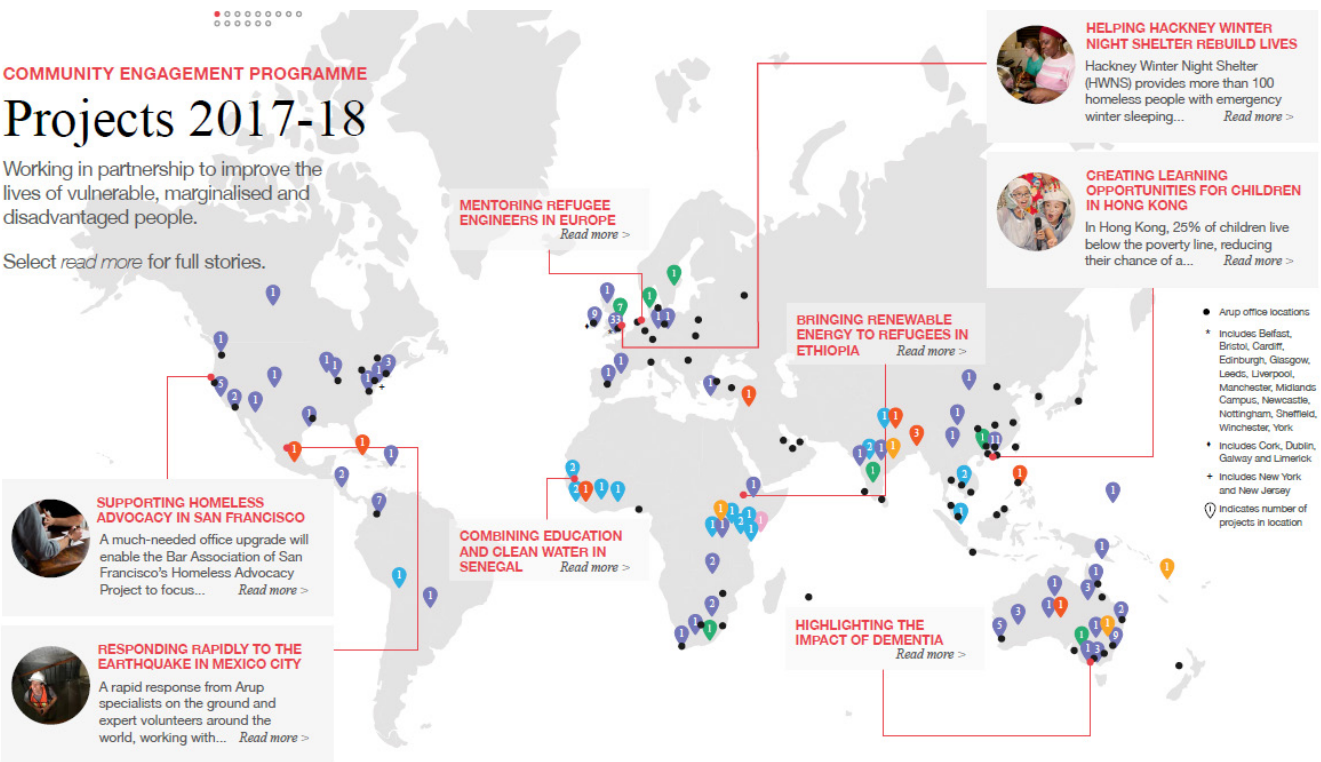 COMMUNITY ENGAGEMENT PROGRAMME
Projects 2017-18
Working in partnership to improve the
lives of vulnerable, marginalised and
disadvantaged people.
Select read more for full stories.
MENTORING REFUGEE
ENGINEERS IN EUROPE
Read more >
HELPING HACKNEY WINTER
NIGHT SHELTER REBUILD LIVES
Hackney Winter Night Shelter
(HWNS) provides more than 100
homeless people with emergency
winter sleeping... Read more >
CREATING LEARNING
OPPORTUNITIES FOR CHILDREN
IN HONG KONG
In Hong Kong, 25% of children live
below the poverty line, reducing
their chance of a... Read more >
BRINGING RENEWABLE
ENERGY TO REFUGEES IN
ETHIOPIA Read more >
Arup office locations
* Includes Belfast,
Bristol, Cardiff,
Edinburgh, Glasgow,
Leeds, Liverpool,
Manchester, Midlands
Campus, Newcastle,
Nottingham, Sheffield,
Winchester, York
Includes Cork, Dublin,
Galway and Limerick
+ Includes New York
and New Jersey
1 Indicates number of
projects in location
SUPPORTING HOMELESS
ADVOCACY IN SAN FRANCISCO
A much-needed office upgrade will
enable the Bar Association of San
Francisco's Homeless Advocacy
Project to focus... Read more >
COMBINING EDUCATION
AND CLEAN WATER IN
SENEGAL Read more >
RESPONDING RAPIDLY TO THE
EARTHQUAKE IN MEXICO CITY
A rapid response from Arup
specialists on the ground and
expert volunteers around the
world, working with... Read more >
HIGHLIGHTING THE
IMPACT OF DEMENTIA
Read more >